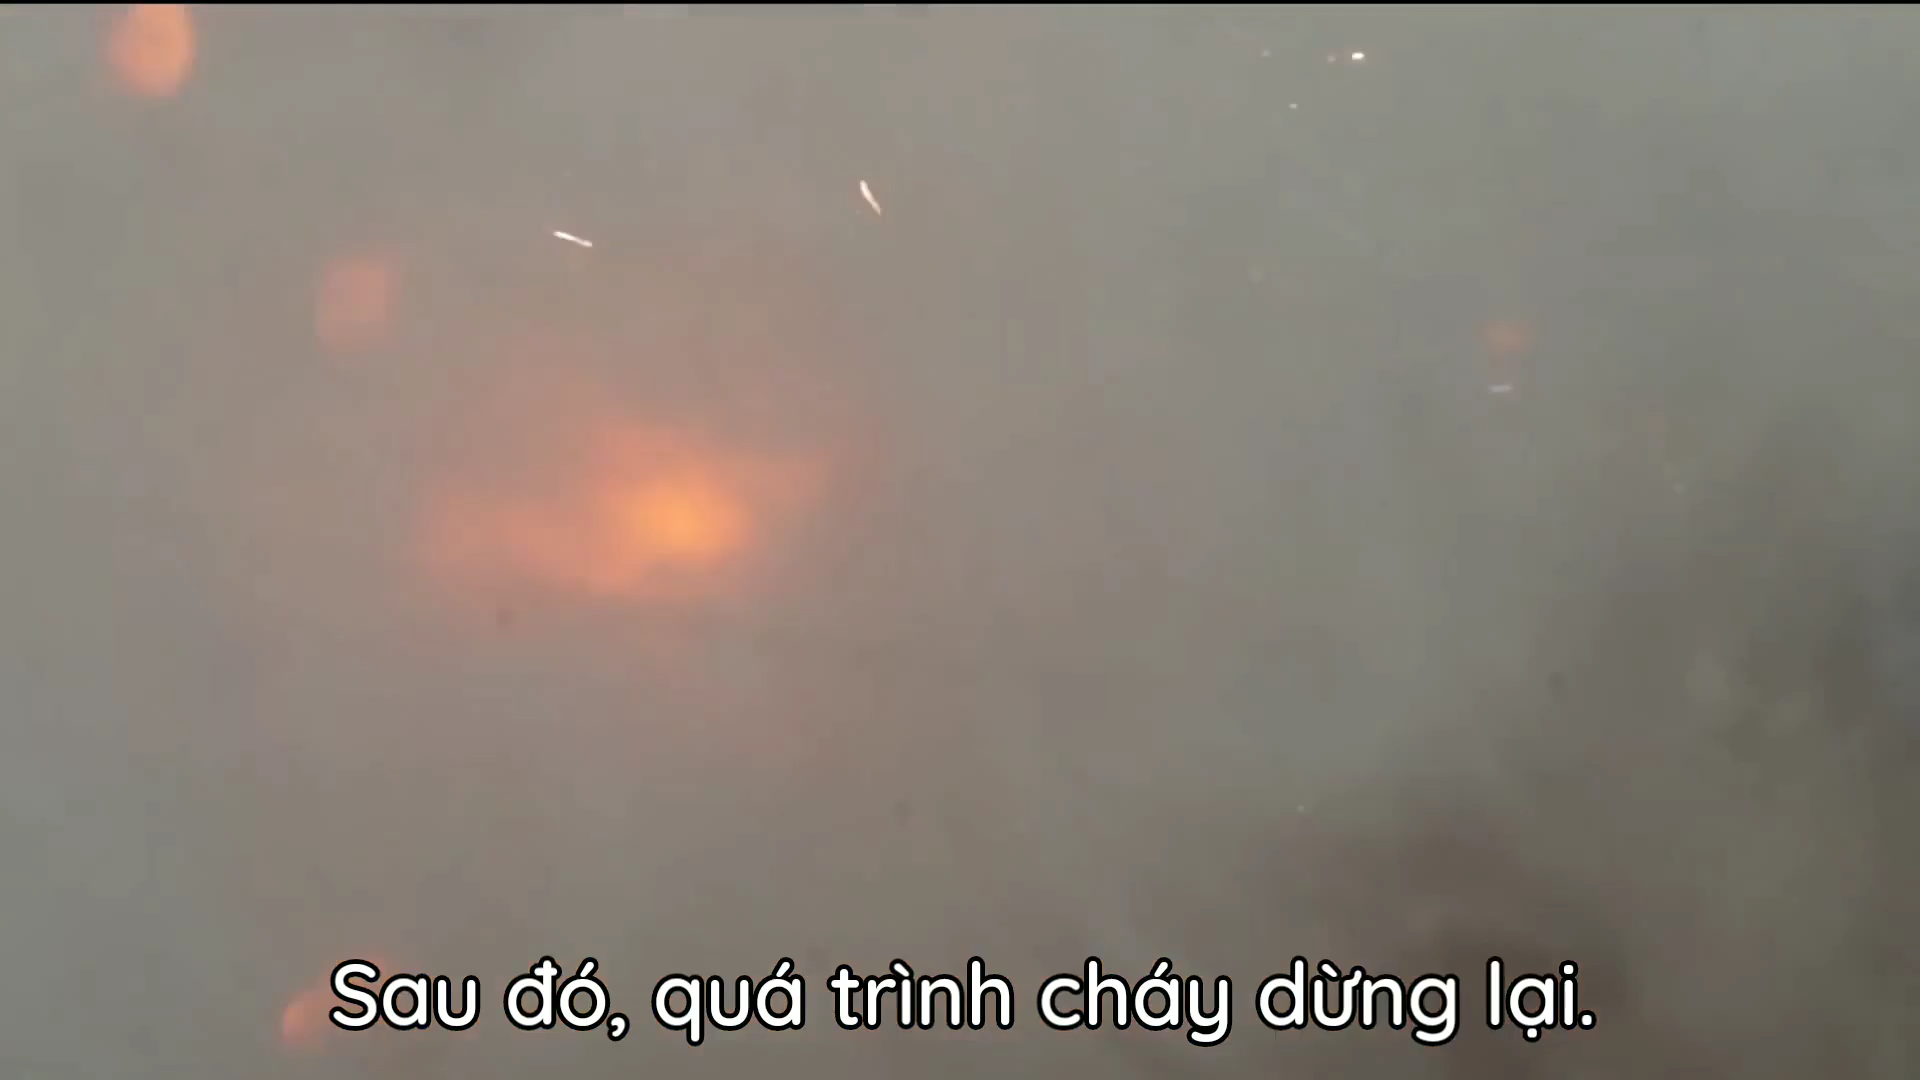 Sau đó, quá trình cháy dừng lại.